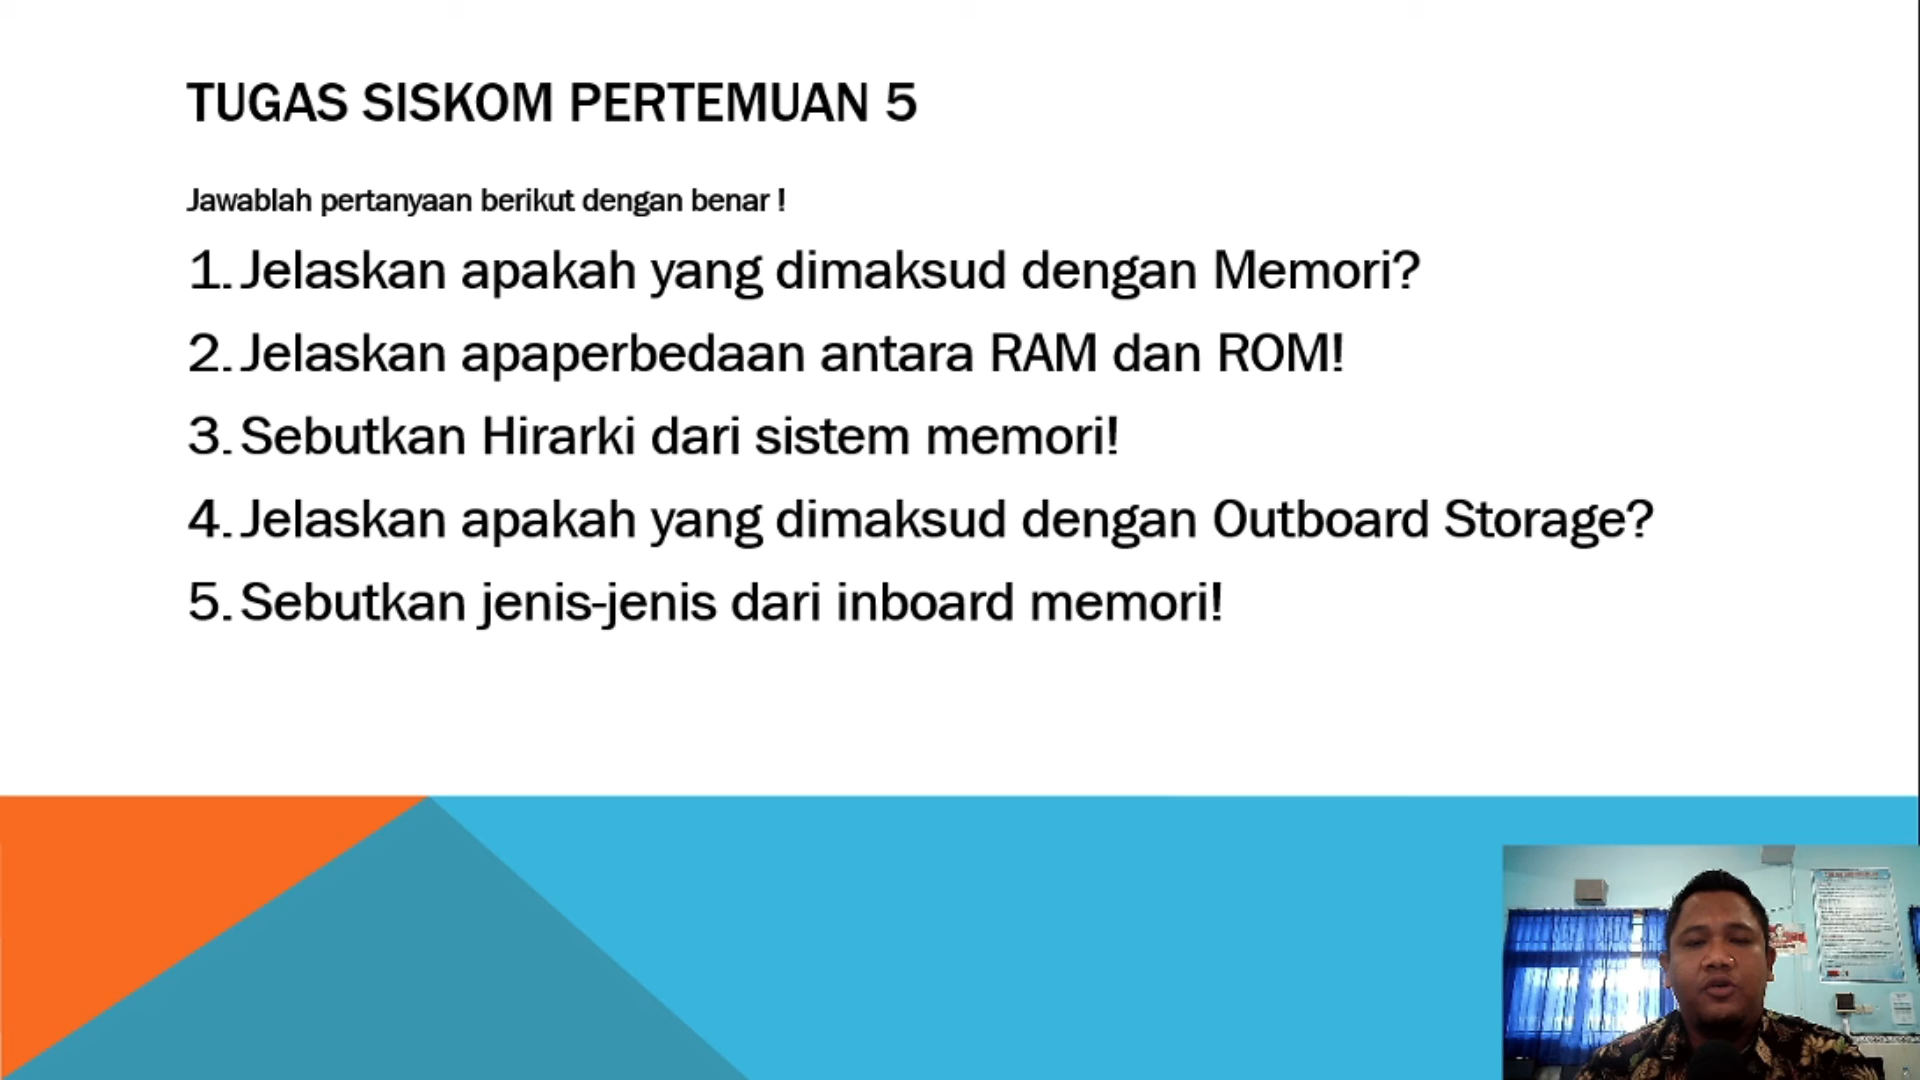 TUGAS SISKOM PERTEMUAN 5
Jawablah pertanyaan berikut dengan benar !
1. Jelaskan apakah yang dimaksud dengan Memori?
2. Jelaskan apaperbedaan antara RAM dan ROM!
3. Sebutkan Hirarki dari sistem memori!
4. Jelaskan apakah yang dimaksud dengan Outboard Storage?
5. Sebutkan jenis-jenis dari inboard memori!